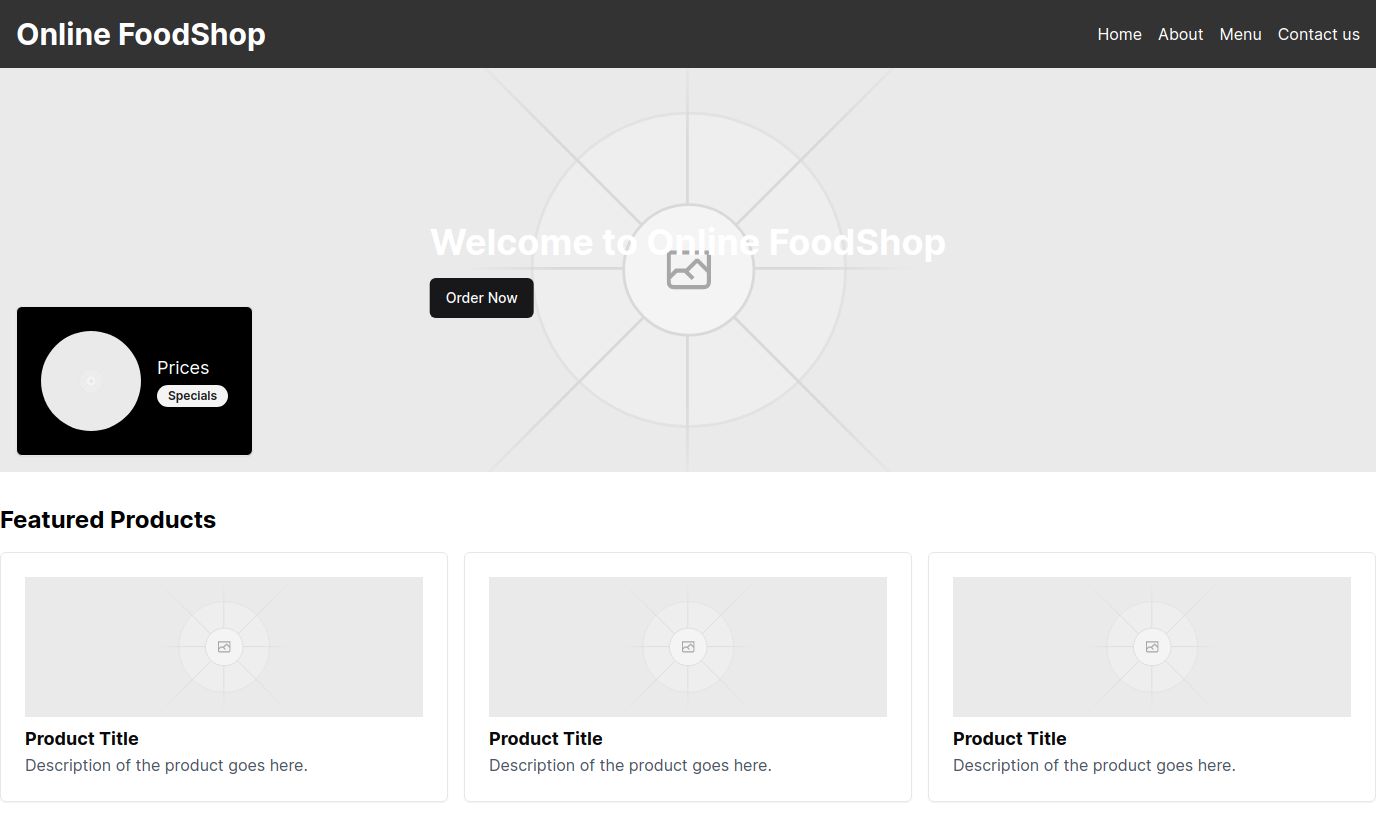 Online FoodShop
Home About Menu Contact us
Welcome to Online FoodShop
Order Now
Prices
Specials
Featured Products
Product Title
Description of the product goes here.
Product Title
Description of the product goes here.
Product Title
Description of the product goes here.